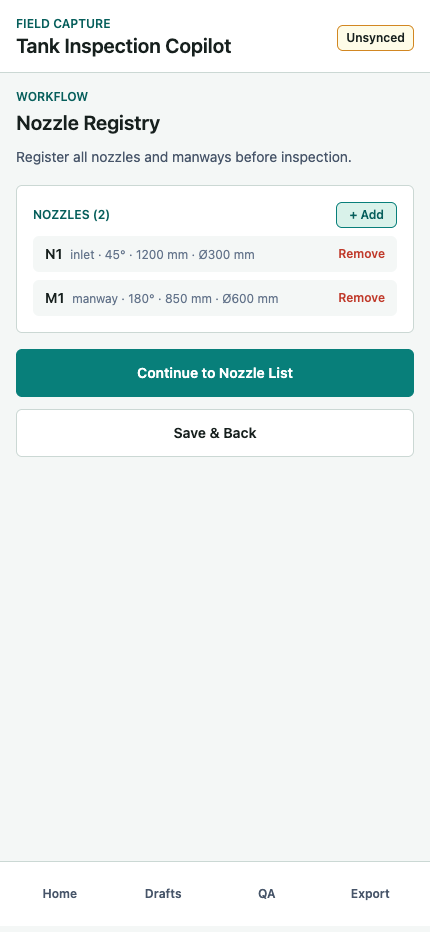 FIELD CAPTURE
Tank Inspection Copilot
Unsynced
WORKFLOW
Nozzle Registry
Register all nozzles and manways before inspection.
NOZZLES (2)
+ Add
N1 inlet · 45° · 1200 mm · Ø300 mm Remove
M1 manway · 180° · 850 mm · Ø600 mm Remove
Continue to Nozzle List
Save & Back
Home Drafts QA Export